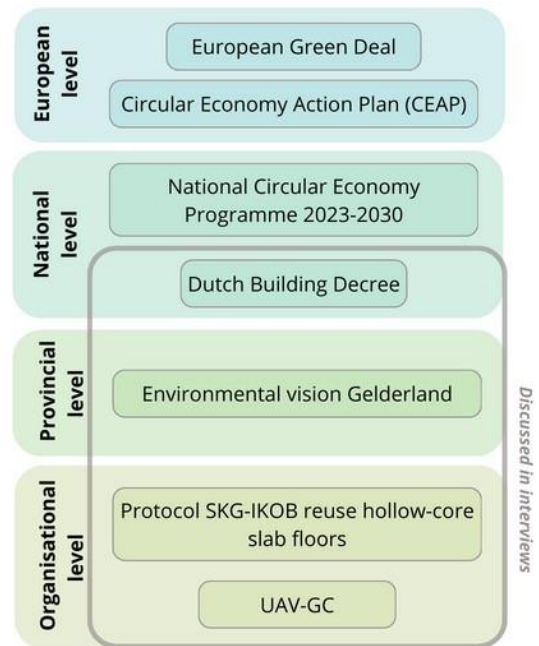 European
level
European Green Deal
Circular Economy Action Plan (CEAP)
National
level
National Circular Economy
Programme 2023-2030
Dutch Building Decree
Provincial
level
Environmental vision Gelderland
Organisational
level
Protocol SKG-IKOB reuse hollow-core
slab floors
UAV-GC
Discussed in interviews